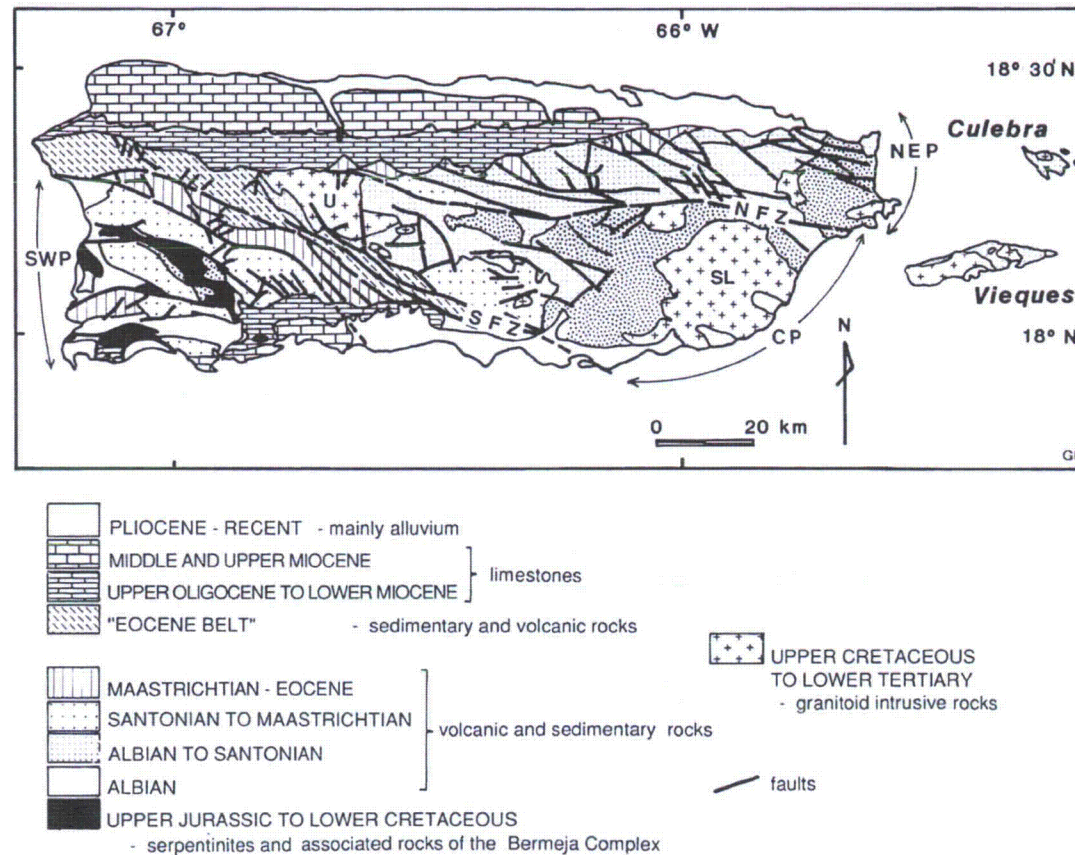 67° 66° W
18° 30' N
Culebra
NEP
U
NFZ
SWP
SL
Vieques
SFZ
N
18° N
CP
0 20 km
PLIOCENE - RECENT - mainly alluvium
MIDDLE AND UPPER MIOCENE
limestones
UPPER OLIGOCENE TO LOWER MIOCENE
"EOCENE BELT" - sedimentary and volcanic rocks
MAASTRICHTIAN - EOCENE
SANTONIAN TO MAASTRICHTIAN
volcanic and sedimentary rocks
ALBIAN TO SANTONIAN
ALBIAN
UPPER JURASSIC TO LOWER CRETACEOUS
- serpentinites and associated rocks of the Bermeja Complex
UPPER CRETACEOUS
TO LOWER TERTIARY
- granitoid intrusive rocks
faults